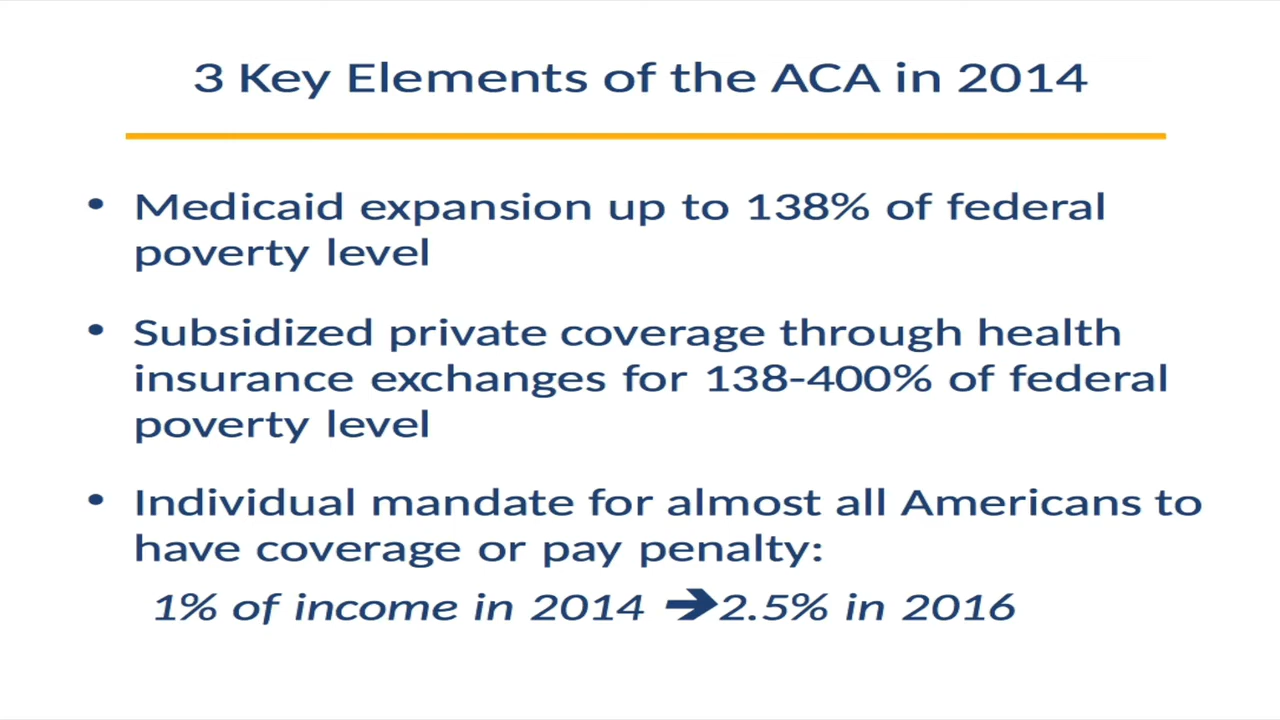 3 Key Elements of the ACA in 2014
• Medicaid expansion up to 138% of federal
poverty level
• Subsidized private coverage through health
insurance exchanges for 138-400% of federal
poverty level
• Individual mandate for almost all Americans to
have coverage or pay penalty:
1% of income in 2014 ➔2.5% in 2016